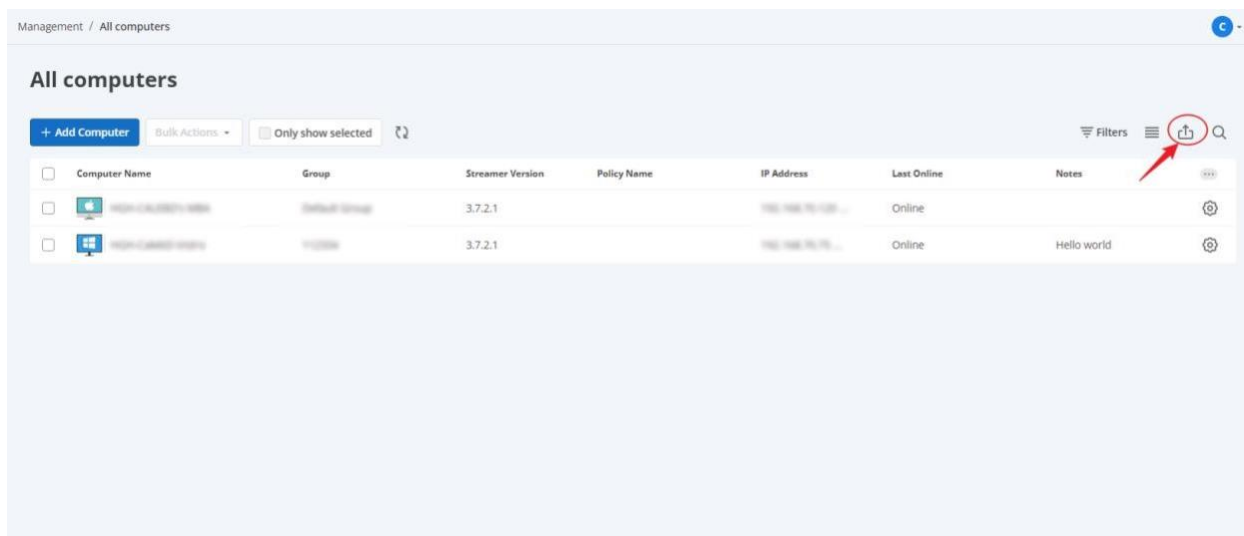 Management / All computers
C
All computers
+ Add Computer Bulk Actions Only show selected Filters
Computer Name Group Streamer Version Policy Name IP Address Last Online Notes
3.7.2.1 Online
3.7.2.1 Online Hello world